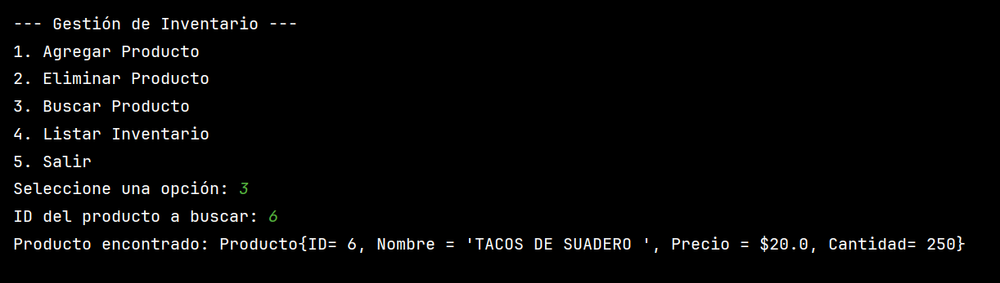 --- Gestión de Inventario ---
1. Agregar Producto
2. Eliminar Producto
3. Buscar Producto
4. Listar Inventario
5. Salir
Seleccione una opción: 3
ID del producto a buscar: 6
Producto encontrado: Producto{ID= 6, Nombre = 'TACOS DE SUADERO ', Precio = $20.0, Cantidad= 250}